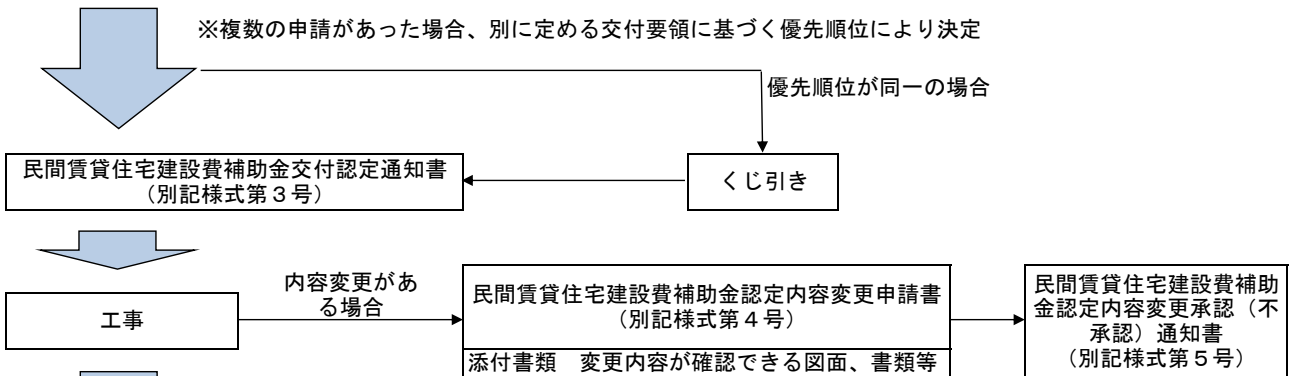 ※複数の申請があった場合、別に定める交付要領に基づく優先順位により決定
優先順位が同一の場合
民間賃貸住宅建設費補助金交付認定通知書
（別記様式第３号）
くじ引き
工事
内容変更があ
る場合
民間賃貸住宅建設費補助金認定内容変更申請書
（別記様式第４号）
添付書類　変更内容が確認できる図面、書類等
民間賃貸住宅建設費補助
金認定内容変更承認（不
承認）通知書
（別記様式第５号）